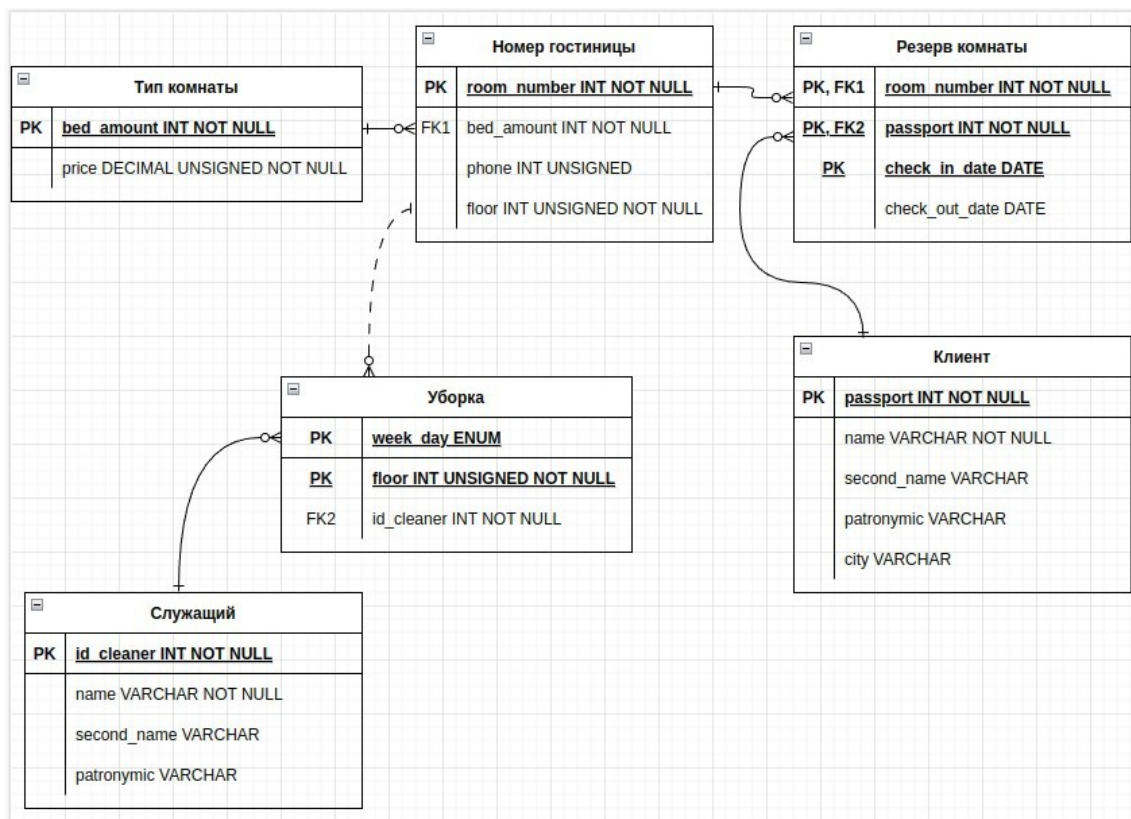 Тип комнаты
PK bed_amount INT NOT NULL
price DECIMAL UNSIGNED NOT NULL
Номер гостиницы
PK room_number INT NOT NULL
FK1 bed_amount INT NOT NULL
phone INT UNSIGNED
floor INT UNSIGNED NOT NULL
Резерв комнаты
PK, FK1 room_number INT NOT NULL
PK, FK2 passport INT NOT NULL
PK check_in_date DATE
check_out_date DATE
Уборка
PK week_day ENUM
PK floor INT UNSIGNED NOT NULL
FK2 id_cleaner INT NOT NULL
Клиент
PK passport INT NOT NULL
name VARCHAR NOT NULL
second_name VARCHAR
patronymic VARCHAR
city VARCHAR
Служащий
PK id_cleaner INT NOT NULL
name VARCHAR NOT NULL
second_name VARCHAR
patronymic VARCHAR